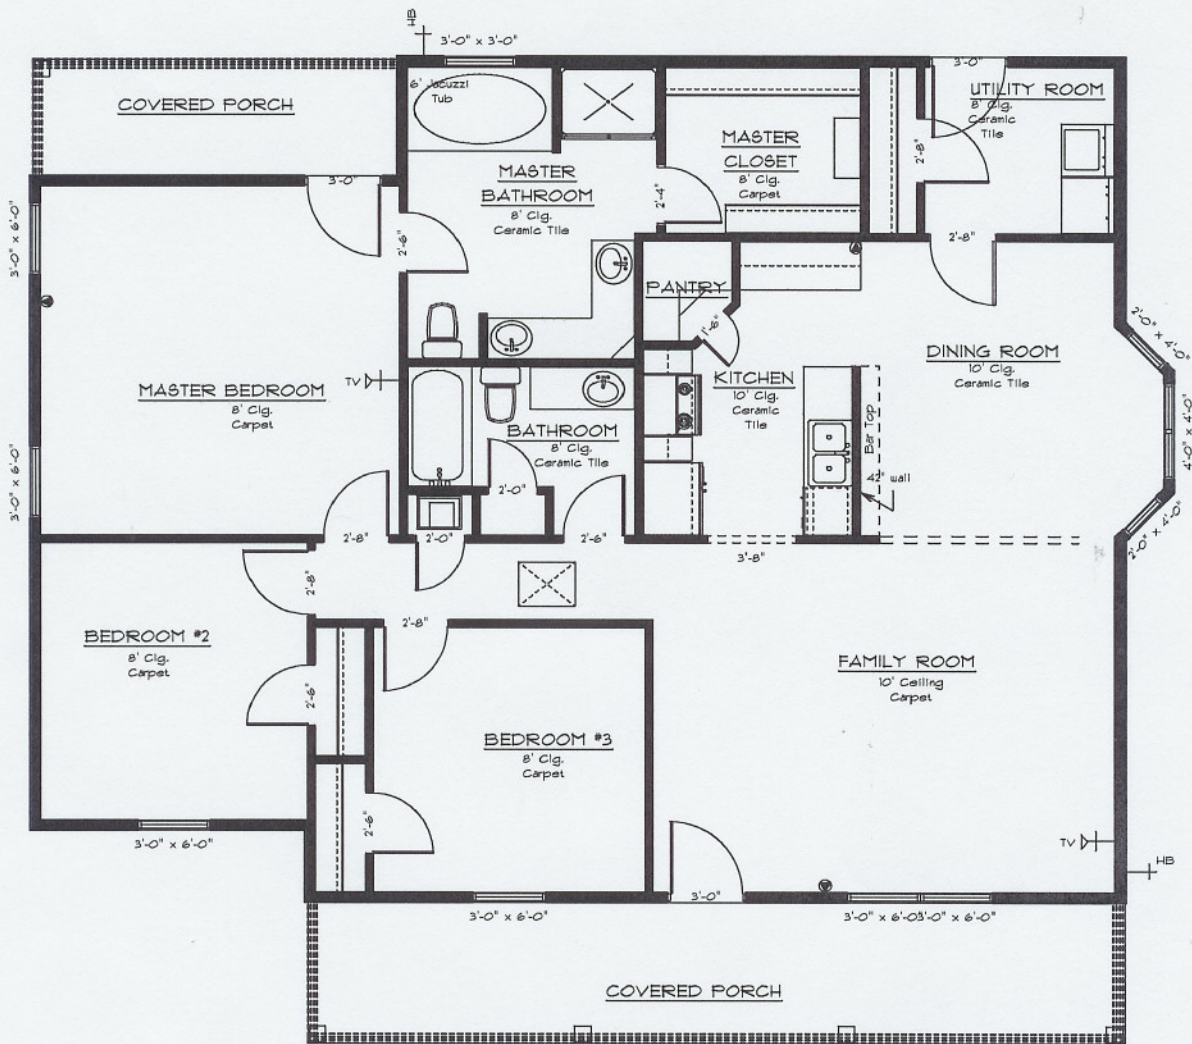 HB
3'-0" x 3'-0"
3'-0"
6' Jacuzzi
Tub
COVERED PORCH
UTILITY ROOM
8' Clg.
Ceramic
Tile
MASTER
CLOSET
8' Clg.
Carpet
2'-8"
MASTER
BATHROOM
8' Clg.
Ceramic Tile
3'-0"
2'-4"
2'-6"
3'-0" x 6'-0"
2'-8"
PANTRY
1'-6"
2'-0" x 4'-0"
DINING ROOM
10' Clg.
Ceramic Tile
KITCHEN
10' Clg.
Ceramic
Tile
TV
MASTER BEDROOM
8' Clg.
Carpet
BATHROOM
8' Clg.
Ceramic Tile
Bar Top
4'-0" x 4'-0"
42" wall
3'-0" x 6'-0"
2'-0"
2'-0" x 4'-0"
2'-8"
2'-0"
2'-6"
3'-8"
2'-8"
2'-8"
BEDROOM #2
8' Clg.
Carpet
FAMILY ROOM
10' Ceiling
Carpet
2'-6"
BEDROOM #3
8' Clg.
Carpet
2'-6"
3'-0" x 6'-0"
TV
HB
3'-0"
3'-0" x 6'-0"
3'-0" x 6'-0"
3'-0" x 6'-0"
COVERED PORCH